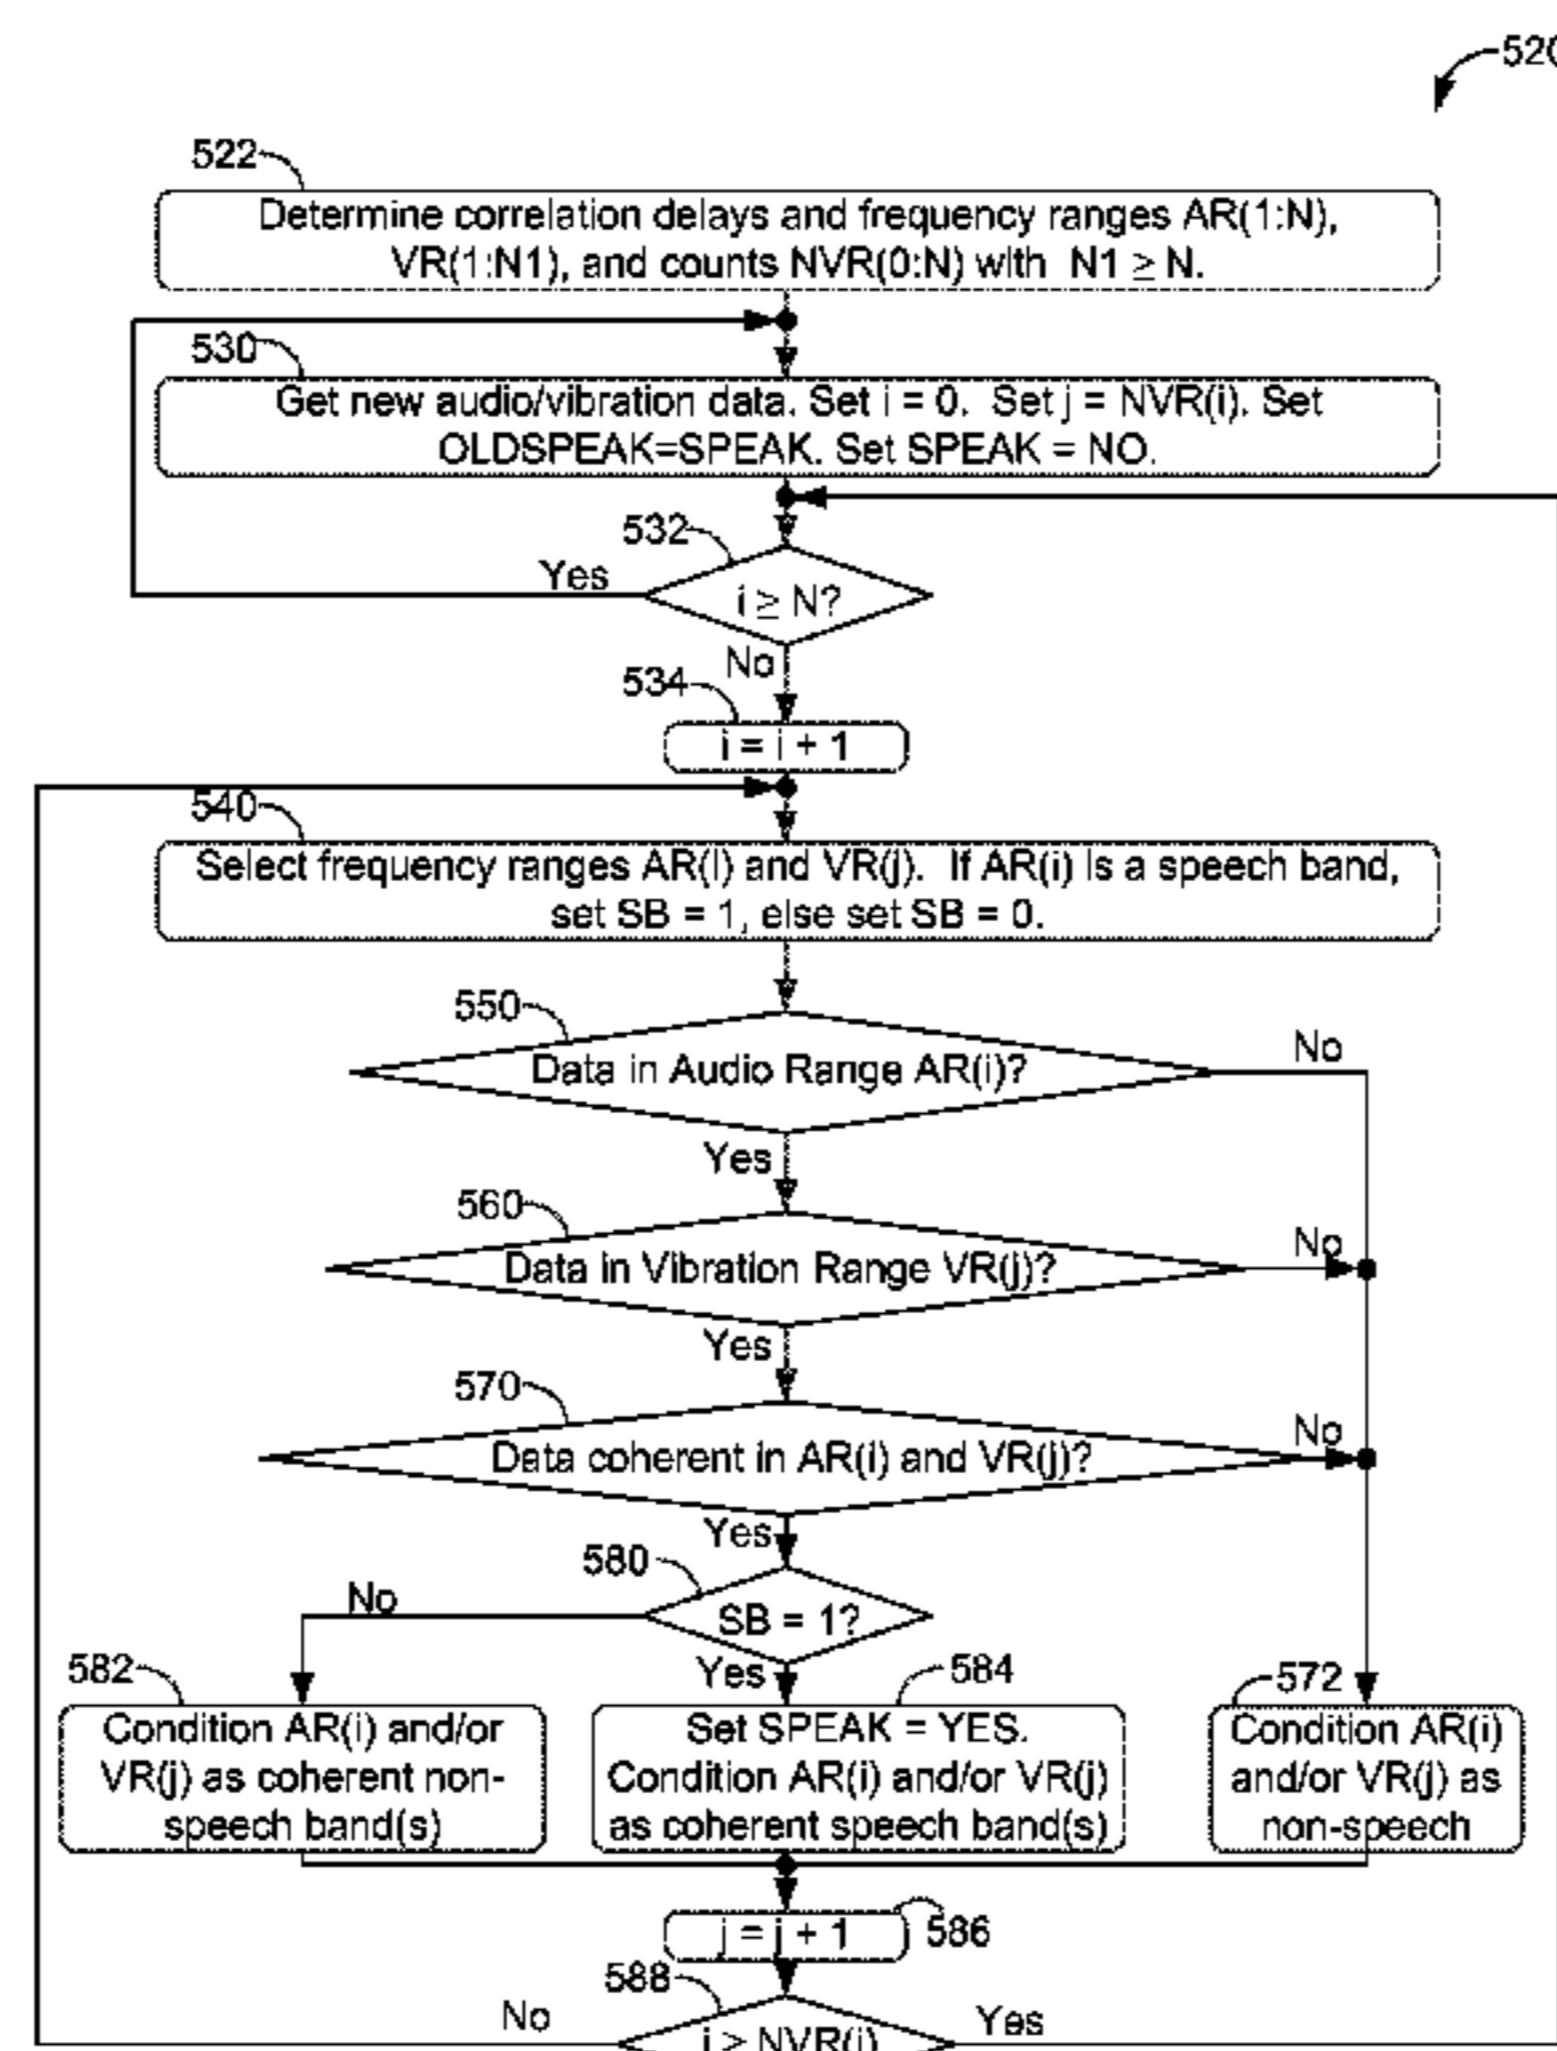 520
522
Determine correlation delays and frequency ranges AR(1:N),
VR(1:N1), and counts NVR(0:N) with N1 ≥ N.
530
Get new audio/vibration data. Set i = 0. Set j = NVR(i). Set
OLDSPEAK=SPEAK. Set SPEAK = NO.
532
Yes
i ≥ N?
No
534
i = i + 1
540
Select frequency ranges AR(i) and VR(j). If AR(i) is a speech band,
set SB = 1, else set SB = 0.
550
No
Data in Audio Range AR(i)?
Yes
560
No
Data in Vibration Range VR(j)?
Yes
570
No
Data coherent in AR(i) and VR(j)?
Yes
580
No
SB = 1?
582
Yes
584
572
Condition AR(i) and/or
VR(j) as coherent non-
speech band(s)
Set SPEAK = YES.
Condition AR(i) and/or VR(j)
as coherent speech band(s)
Condition AR(i)
and/or VR(j) as
non-speech
j = j + 1
586
588
No
Yes
NVR(i)